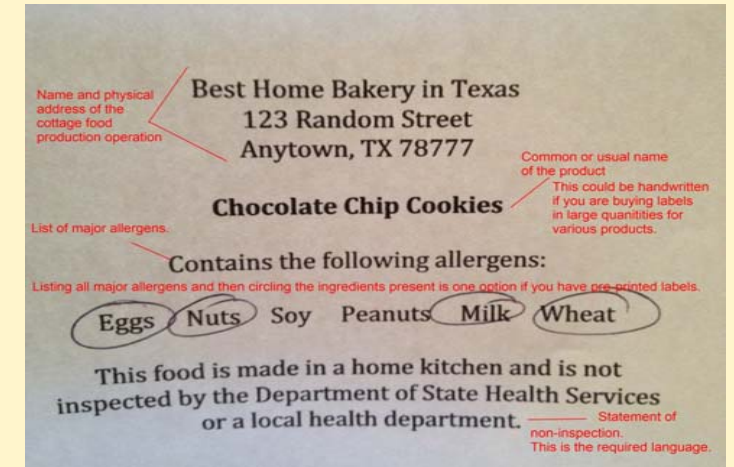 Name and physical
address of the
cottage food
production operation
Best Home Bakery in Texas
123 Random Street
Anytown, TX 78777
Common or usual name
of the product
This could be handwritten
if you are buying labels
in large quanitities for
various products.
Chocolate Chip Cookies
List of major allergens.
Contains the following allergens:
Listing all major allergens and then circling the ingredients present is one option if you have pre-printed labels.
Eggs Nuts Soy Peanuts Milk Wheat
This food is made in a home kitchen and is not
inspected by the Department of State Health Services
or a local health department.
Statement of
non-inspection.
This is the required language.